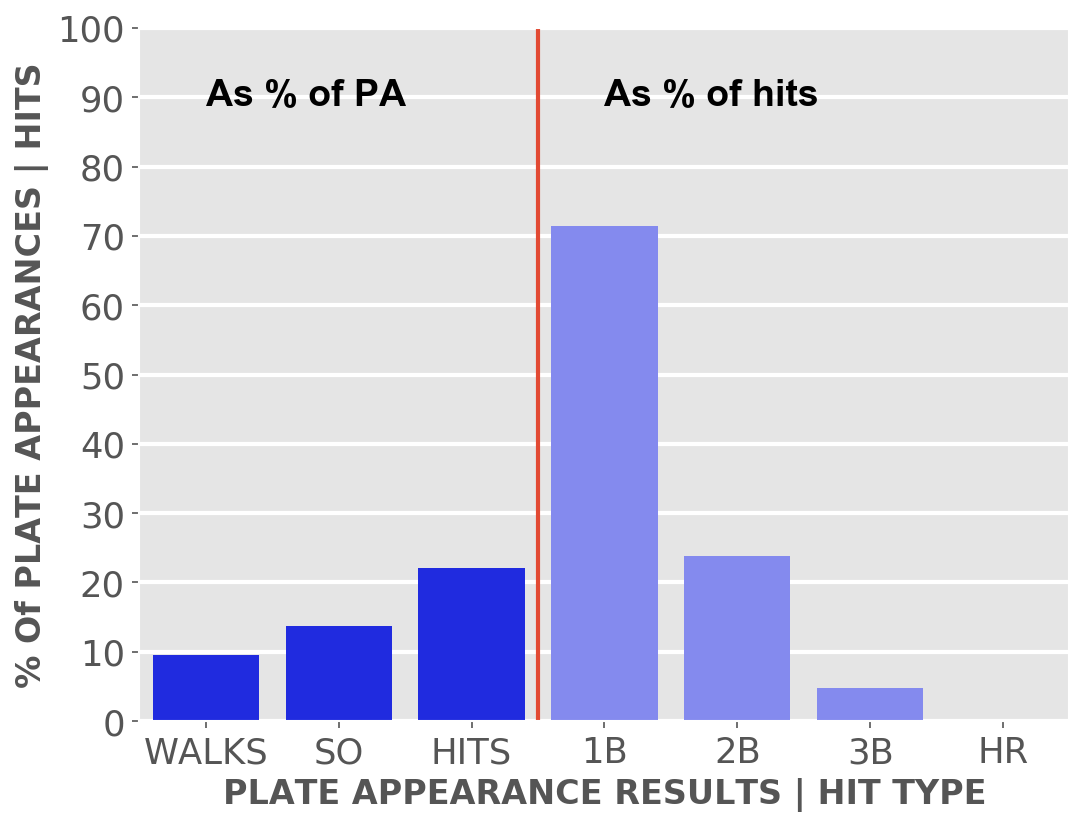 100
90
80
70
60
50
40
30
20
10
0
% Of PLATE APPEARANCES | HITS
As % of PA
As % of hits
WALKS SO HITS 1B 2B 3B HR
PLATE APPEARANCE RESULTS | HIT TYPE